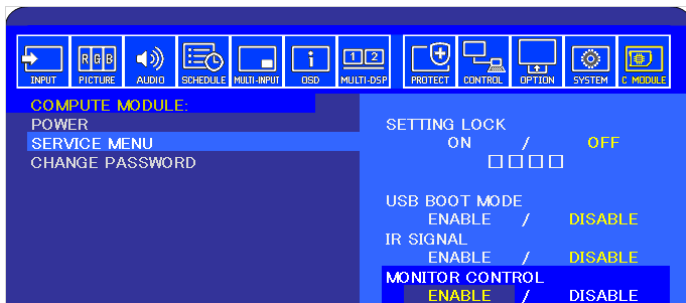 INPUT RGB PICTURE AUDIO SCHEDULE MULTI-INPUT i OSD 12 MULTI-DSP PROTECT CONTROL OPTION SYSTEM C MODULE
COMPUTE MODULE:
POWER
SERVICE MENU
CHANGE PASSWORD
SETTING LOCK
ON / OFF
□□□□
USB BOOT MODE
ENABLE / DISABLE
IR SIGNAL
ENABLE / DISABLE
MONITOR CONTROL
ENABLE / DISABLE